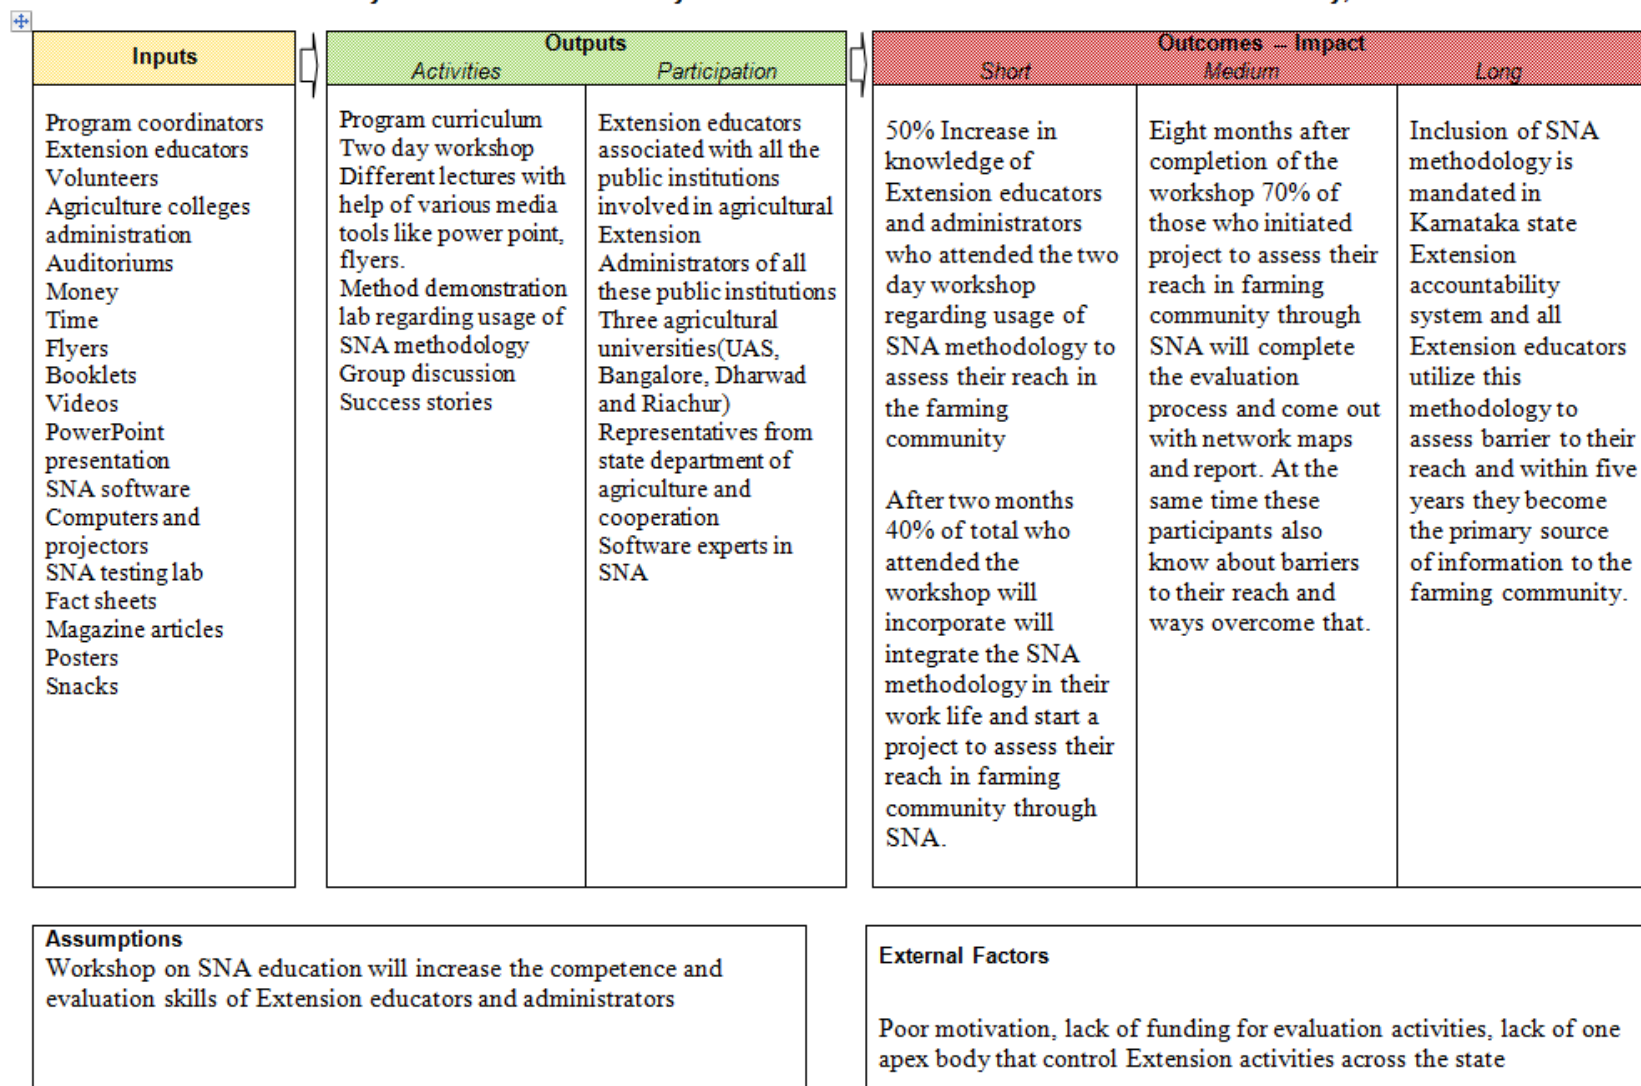 Inputs
Outputs
Activities Participation
Outcomes – Impact
Short Medium Long
Program coordinators
Extension educators
Volunteers
Agriculture colleges
administration
Auditoriums
Money
Time
Flyers
Booklets
Videos
PowerPoint
presentation
SNA software
Computers and
projectors
SNA testing lab
Fact sheets
Magazine articles
Posters
Snacks
Program curriculum
Two day workshop
Different lectures with
help of various media
tools like power point,
flyers.
Method demonstration
lab regarding usage of
SNA methodology
Group discussion
Success stories
Extension educators
associated with all the
public institutions
involved in agricultural
Extension
Administrators of all
these public institutions
Three agricultural
universities(UAS,
Bangalore, Dharwad
and Riachur)
Representatives from
state department of
agriculture and
cooperation
Software experts in
SNA
50% Increase in
knowledge of
Extension educators
and administrators
who attended the two
day workshop
regarding usage of
SNA methodology to
assess their reach in
the farming
community
After two months
40% of total who
attended the
workshop will
incorporate will
integrate the SNA
methodology in their
work life and start a
project to assess their
reach in farming
community through
SNA.
Eight months after
completion of the
workshop 70% of
those who initiated
project to assess their
reach in farming
community through
SNA will complete
the evaluation
process and come out
with network maps
and report. At the
same time these
participants also
know about barriers
to their reach and
ways overcome that.
Inclusion of SNA
methodology is
mandated in
Karnataka state
Extension
accountability
system and all
Extension educators
utilize this
methodology to
assess barrier to their
reach and within five
years they become
the primary source
of information to the
farming community.
Assumptions
Workshop on SNA education will increase the competence and
evaluation skills of Extension educators and administrators
External Factors
Poor motivation, lack of funding for evaluation activities, lack of one
apex body that control Extension activities across the state